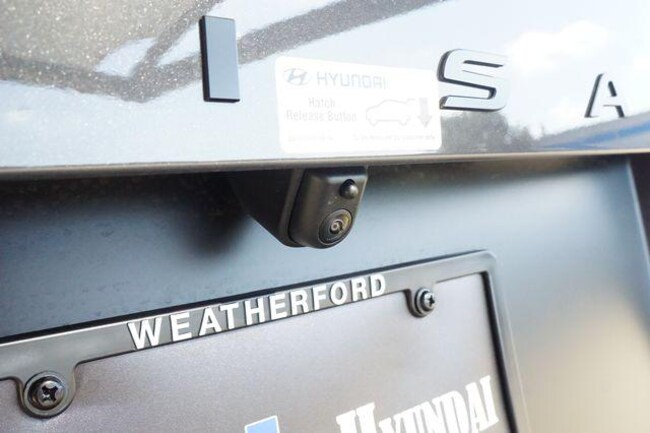 I S A
HYUNDAI
Hatch
Release Button
WEATHERFORD
HYUNDAI